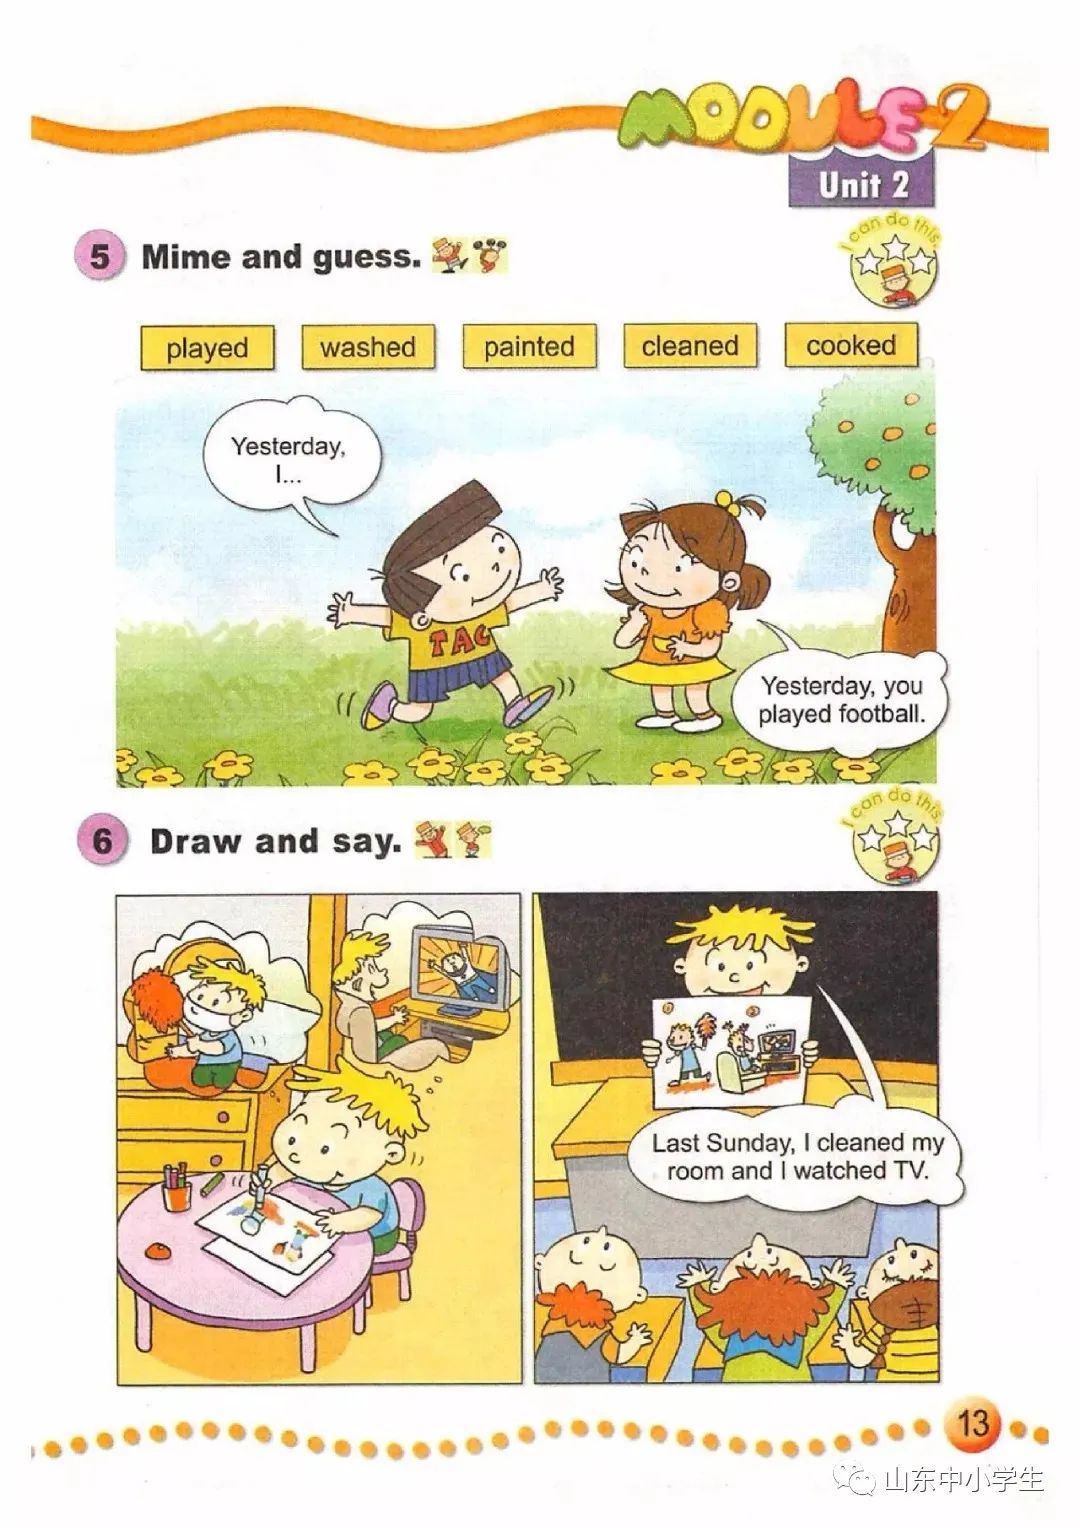 MODULE 2
Unit 2
5 Mime and guess.
I can do this.
played washed painted cleaned cooked
Yesterday,
I...
TAC
Yesterday, you
played football.
6 Draw and say.
I can do this.
Last Sunday, I cleaned my
room and I watched TV.
13
山东中小学生